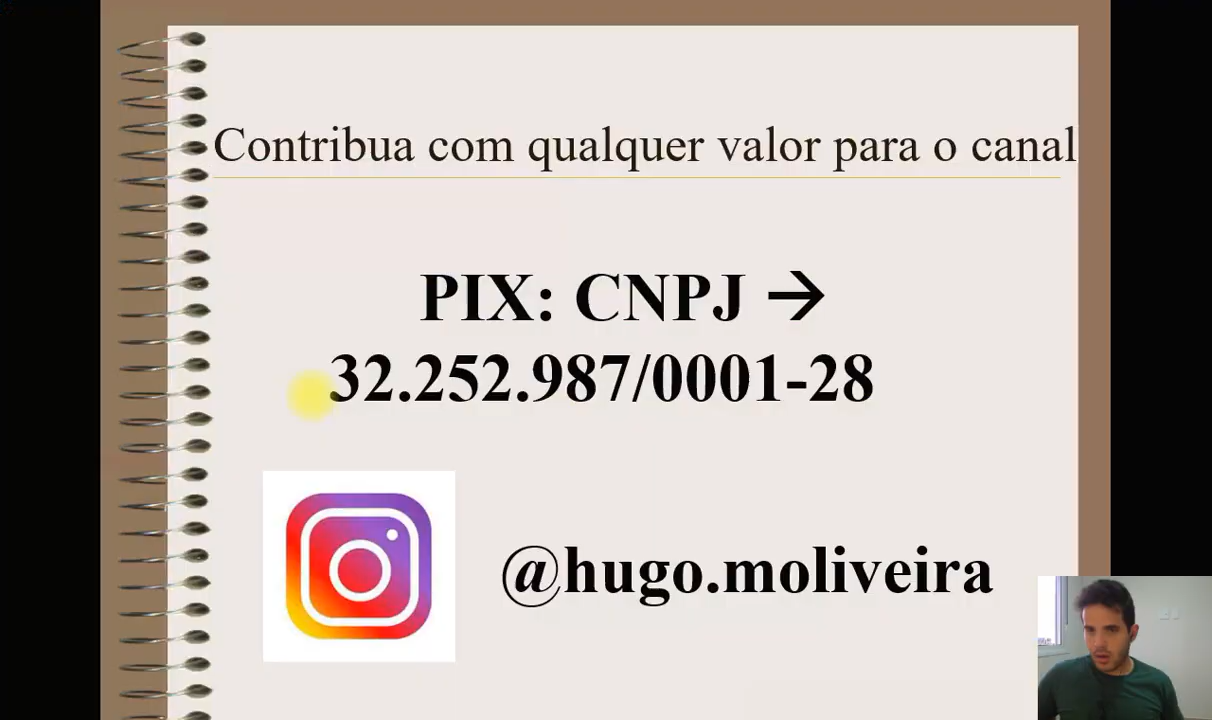 Contribua com qualquer valor para o canal
PIX: CNPJ →
32.252.987/0001-28
@hugo.moliveira